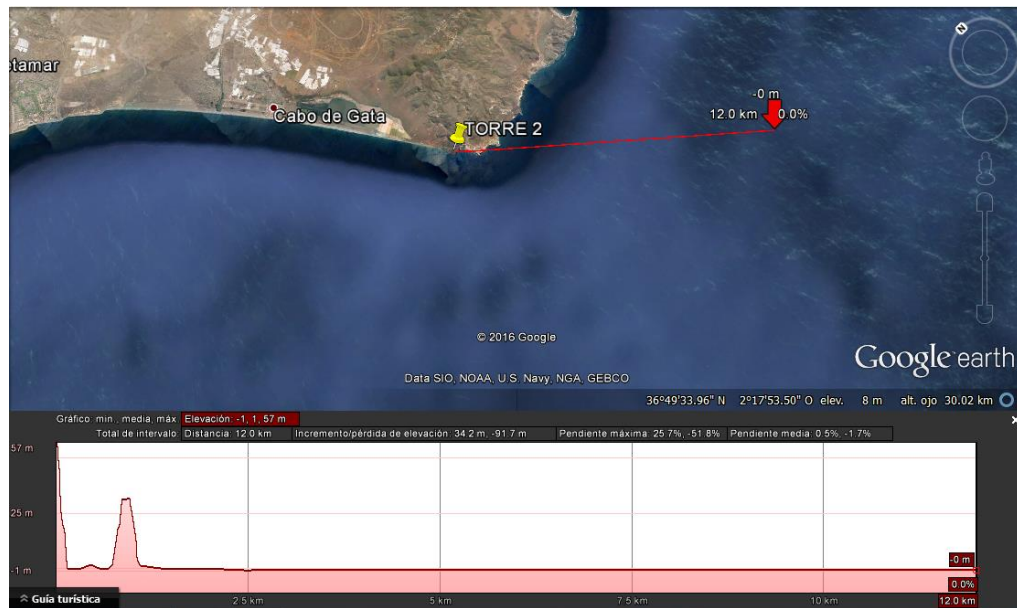 N
etamar
Cabo de Gata
TORRE 2
-0 m
12.0 km 0.0%
© 2016 Google
Google earth
Data SIO, NOAA, U.S. Navy, NGA, GEBCO
36º49'33.96" N 2º17'53.50" O elev. 8 m alt. ojo 30.02 km
Gráfico: mín., media, máx Elevación: -1, 1, 57 m
Total de intervalo: Distancia: 12.0 km Incremento/pérdida de elevación: 34.2 m, -91.7 m Pendiente máxima: 25.7%, -51.8% Pendiente media: 0.5%, -1.7%
57 m
25 m
-1 m
-0 m
0.0%
Guía turística
2.5 km 5 km 7.5 km 10 km 12.0 km